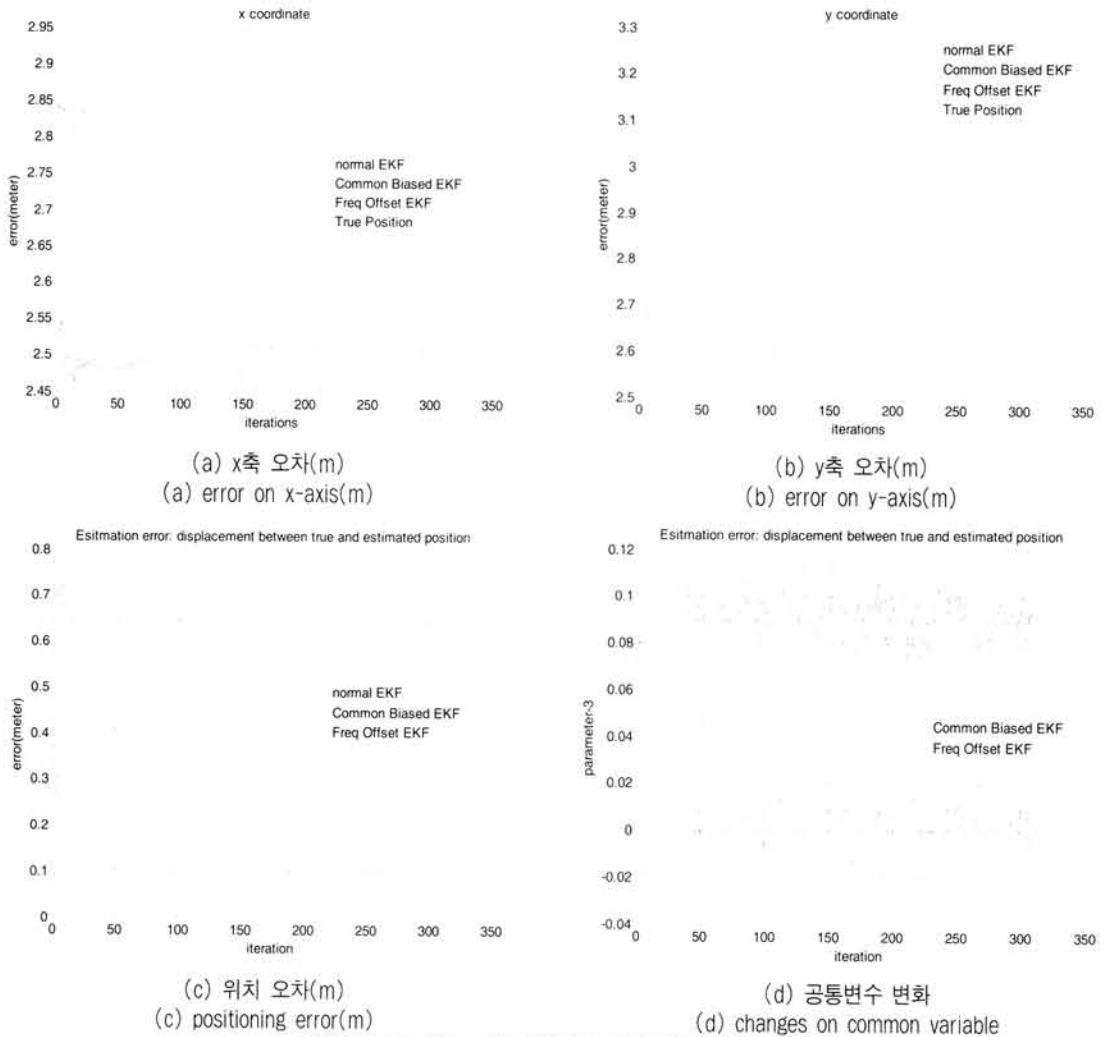 x coordinate
2.95
2.9
2.85
2.8
2.75
2.7
2.65
2.6
2.55
2.5
2.45
error(meter)
normal EKF
Common Biased EKF
Freq Offset EKF
True Position
0 50 100 150 200 250 300 350
iterations
(a) x축 오차(m)
(a) error on x-axis(m)
y coordinate
3.3
3.2
3.1
3
2.9
2.8
2.7
2.6
2.5
error(meter)
normal EKF
Common Biased EKF
Freq Offset EKF
True Position
0 50 100 150 200 250 300 350
iterations
(b) y축 오차(m)
(b) error on y-axis(m)
Esitmation error: displacement between true and estimated position
0.8
0.7
0.6
0.5
0.4
0.3
0.2
0.1
0
error(meter)
normal EKF
Common Biased EKF
Freq Offset EKF
0 50 100 150 200 250 300 350
iteration
(c) 위치 오차(m)
(c) positioning error(m)
Esitmation error: displacement between true and estimated position
0.12
0.1
0.08
0.06
0.04
0.02
0
-0.02
-0.04
parameter-3
Common Biased EKF
Freq Offset EKF
0 50 100 150 200 250 300 350
iteration
(d) 공통변수 변화
(d) changes on common variable